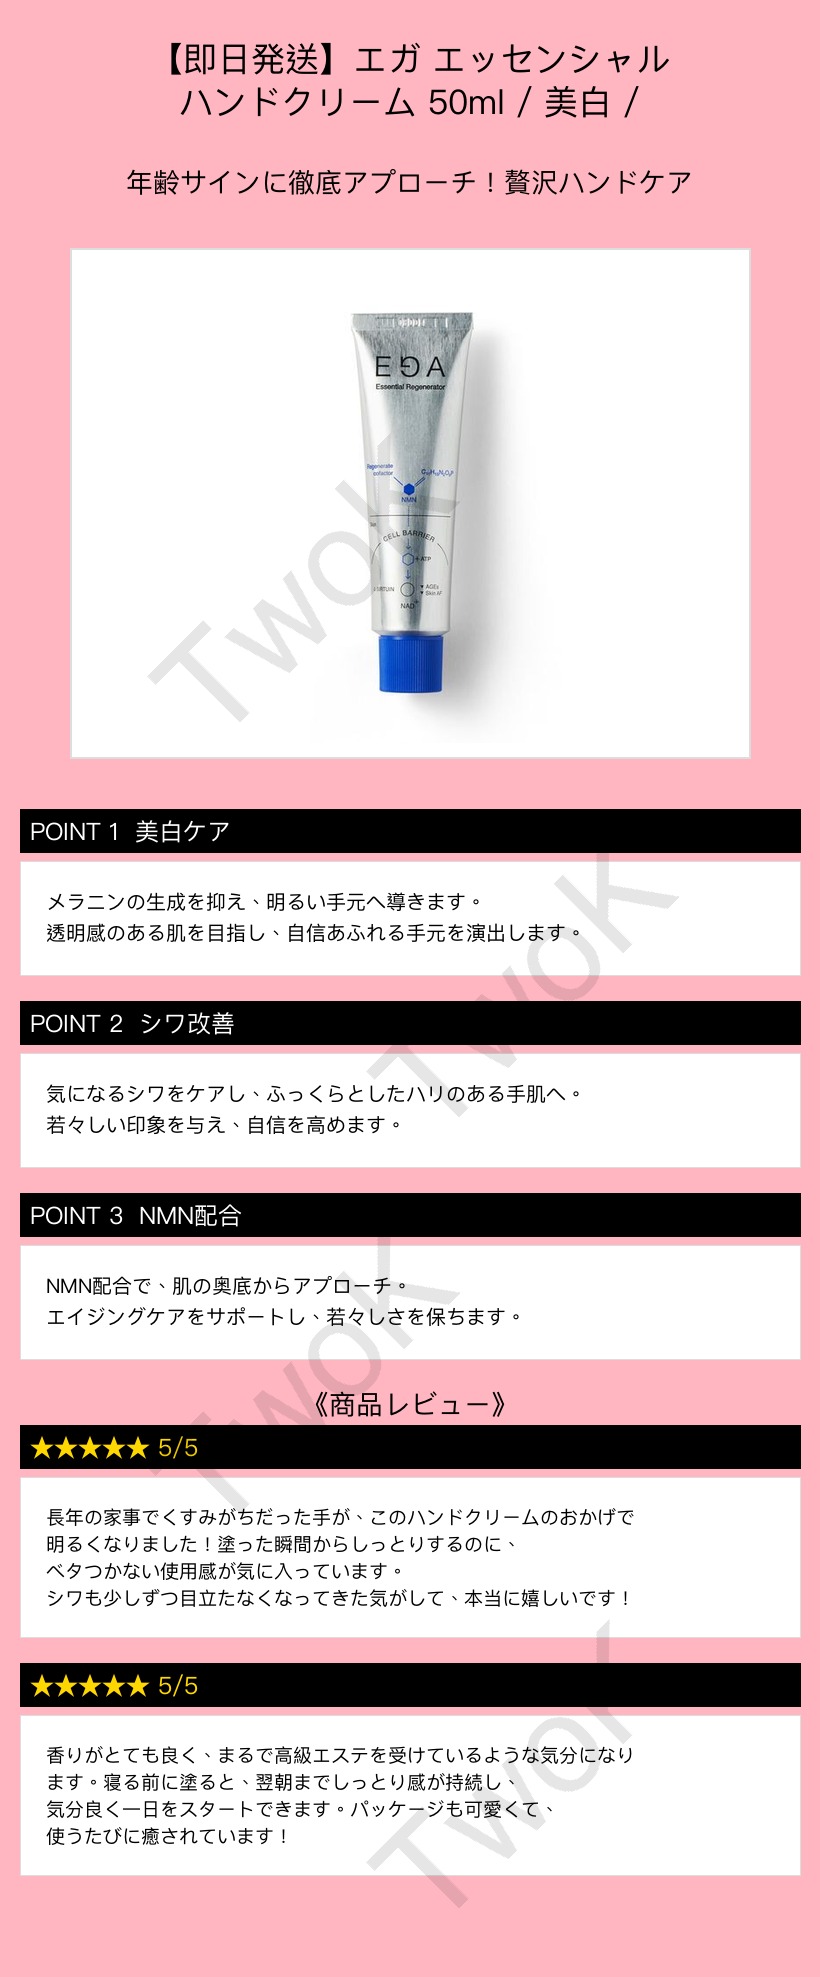 【即日発送】エガ エッセンシャル
ハンドクリーム 50ml / 美白 /
年齢サインに徹底アプローチ！贅沢ハンドケア
EGA
Essential Regenerator
Regenerate
cofactor
C₁₁H₁₅N₂O₈P
NMN
Skin
CELL BARRIER
+ ATP
SIRTUIN
▼ AGEs
▼ Skin AF
NAD⁺
TwoK
POINT 1 美白ケア
メラニンの生成を抑え、明るい手元へ導きます。
透明感のある肌を目指し、自信あふれる手元を演出します。
TwoK
POINT 2 シワ改善
気になるシワをケアし、ふっくらとしたハリのある手肌へ。
若々しい印象を与え、自信を高めます。
POINT 3 NMN配合
NMN配合で、肌の奥底からアプローチ。
エイジングケアをサポートし、若々しさを保ちます。
TwoK
《商品レビュー》
★★★★★ 5/5
長年の家事でくすみがちだった手が、このハンドクリームのおかげで
明るくなりました！塗った瞬間からしっとりするのに、
ベタつかない使用感が気に入っています。
シワも少しずつ目立たなくなってきた気がして、本当に嬉しいです！
★★★★★ 5/5
香りがとても良く、まるで高級エステを受けているような気分になり
ます。寝る前に塗ると、翌朝までしっとり感が持続し、
気分良く一日をスタートできます。パッケージも可愛くて、
使うたびに癒されています！
TwoK